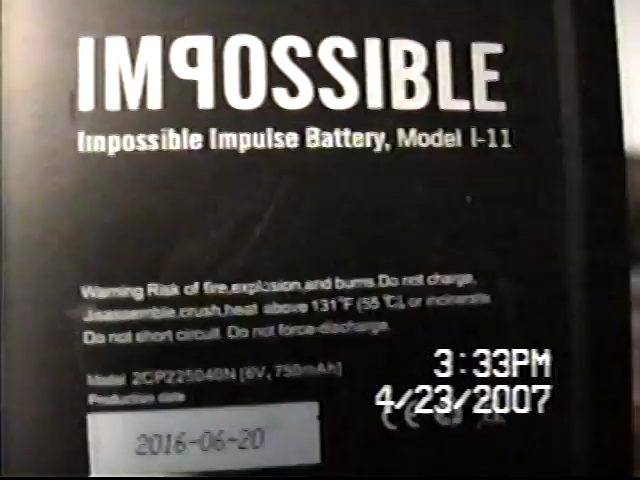 IMPOSSIBLE
Impossible Impulse Battery, Model I-11
Warning Risk of fire,explosion,and burns.Do not charge,
disassemble,crush,heat above 131°F (55°C), or incinerate
Do not short circuit. Do not force-discharge.
Model 2CP225040N [6V, 750mAh]
Production date
3:33PM
4/23/2007
CE
2016-06-20